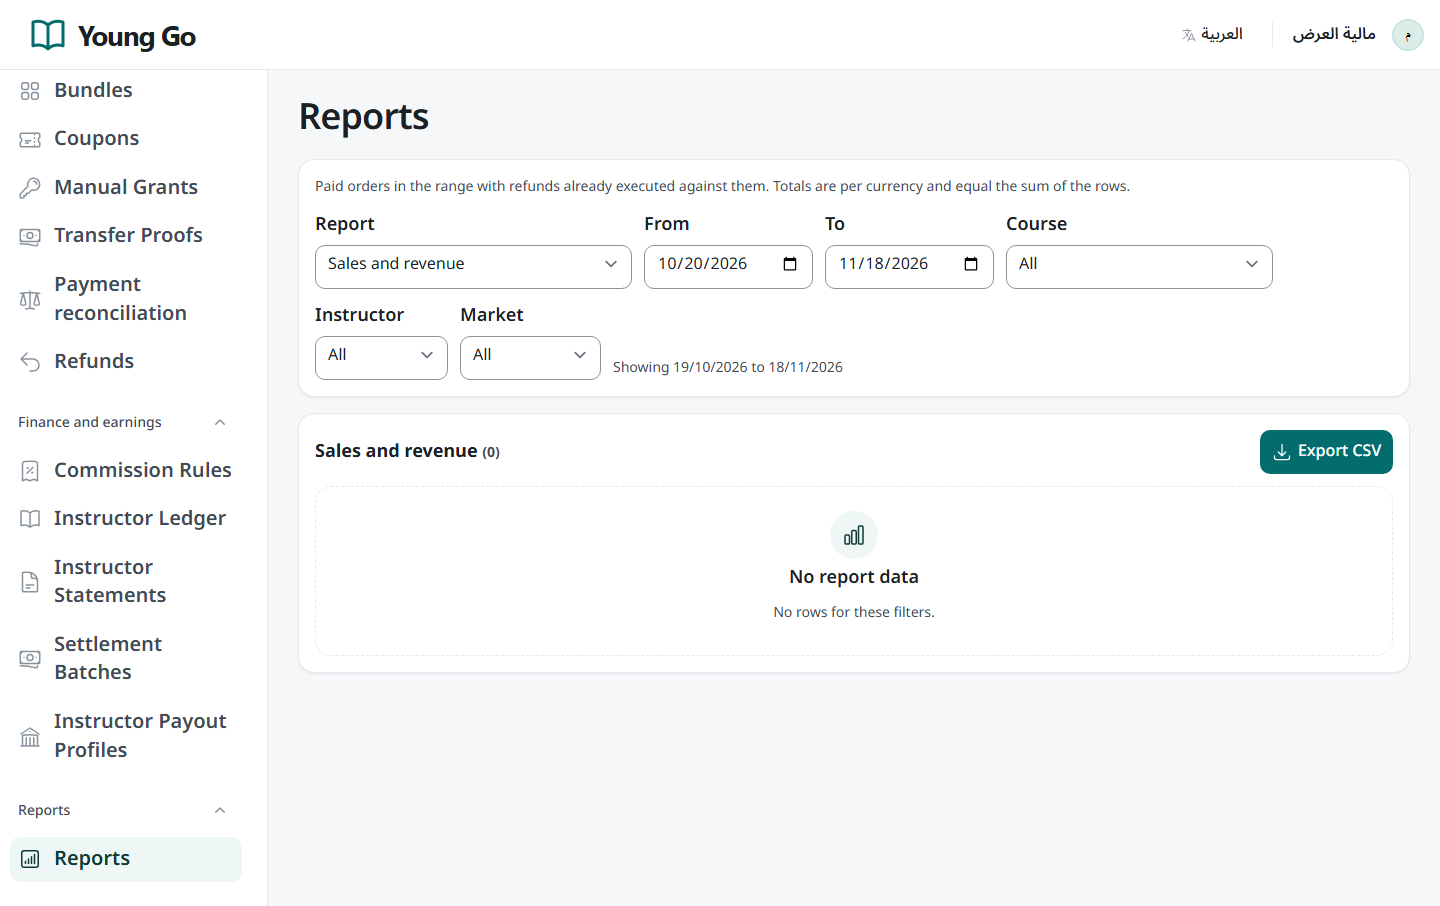 Young Go
العربية
مالية العرض
م
Bundles
Coupons
Manual Grants
Transfer Proofs
Payment
reconciliation
Refunds
Finance and earnings
Commission Rules
Instructor Ledger
Instructor
Statements
Settlement
Batches
Instructor Payout
Profiles
Reports
Reports
Reports
Paid orders in the range with refunds already executed against them. Totals are per currency and equal the sum of the rows.
Report From To Course
Sales and revenue 10/20/2026 11/18/2026 All
Instructor Market
All All Showing 19/10/2026 to 18/11/2026
Sales and revenue (0)
Export CSV
No report data
No rows for these filters.